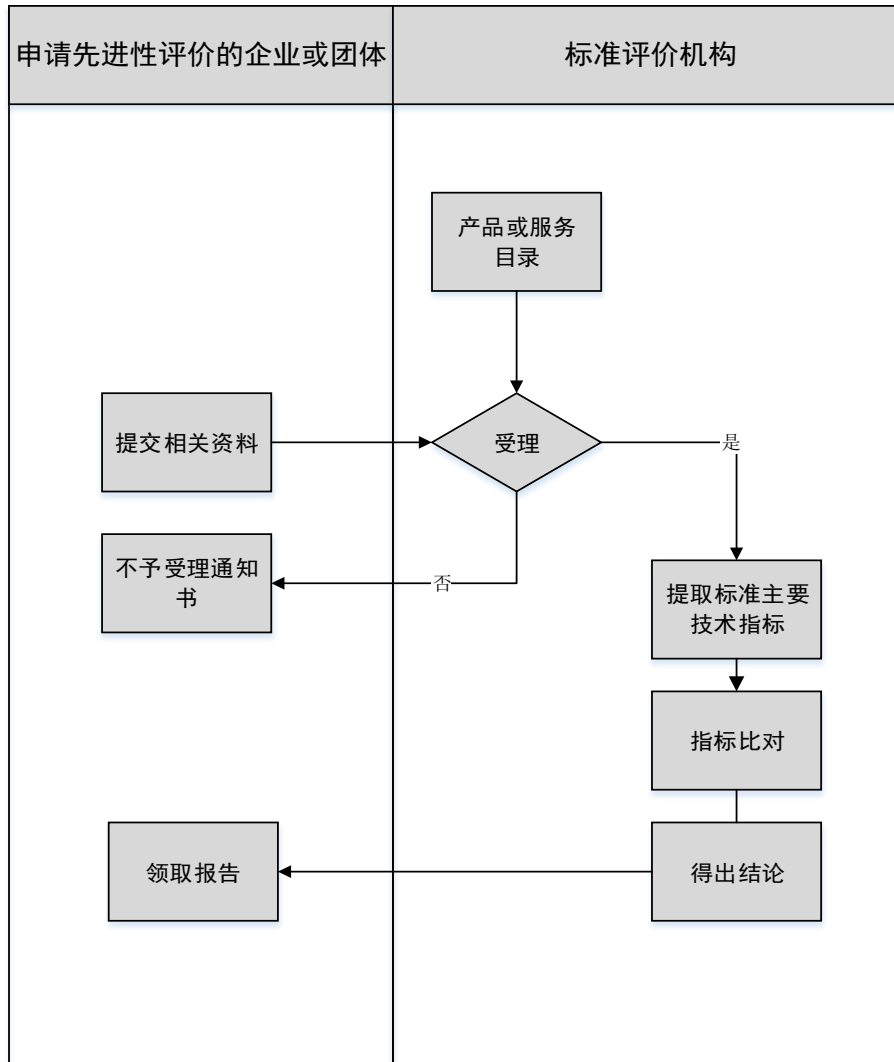 申请先进性评价的企业或团体
标准评价机构
产品或服务
目录
提交相关资料
受理
是
不予受理通知
书
否
提取标准主要
技术指标
指标比对
领取报告
得出结论